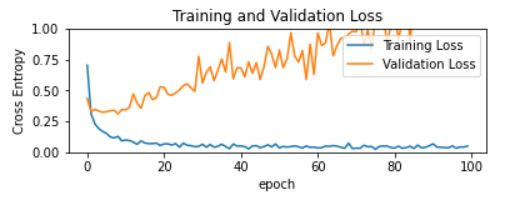 Training and Validation Loss
1.00
0.75
0.50
0.25
0.00
Cross Entropy
Training Loss
Validation Loss
0 20 40 60 80 100
epoch